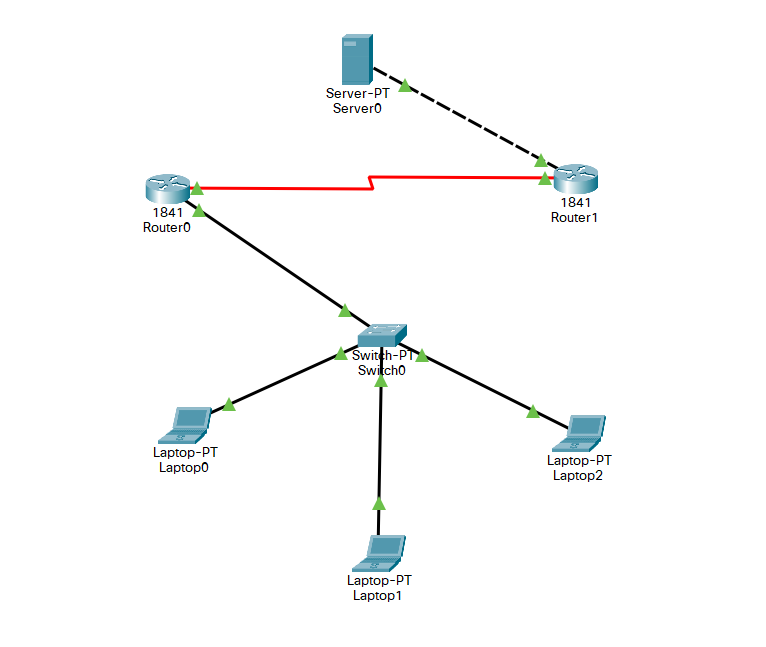 Server-PT
Server0
1841
Router0
1841
Router1
Switch-PT
Switch0
Laptop-PT
Laptop0
Laptop-PT
Laptop2
Laptop-PT
Laptop1